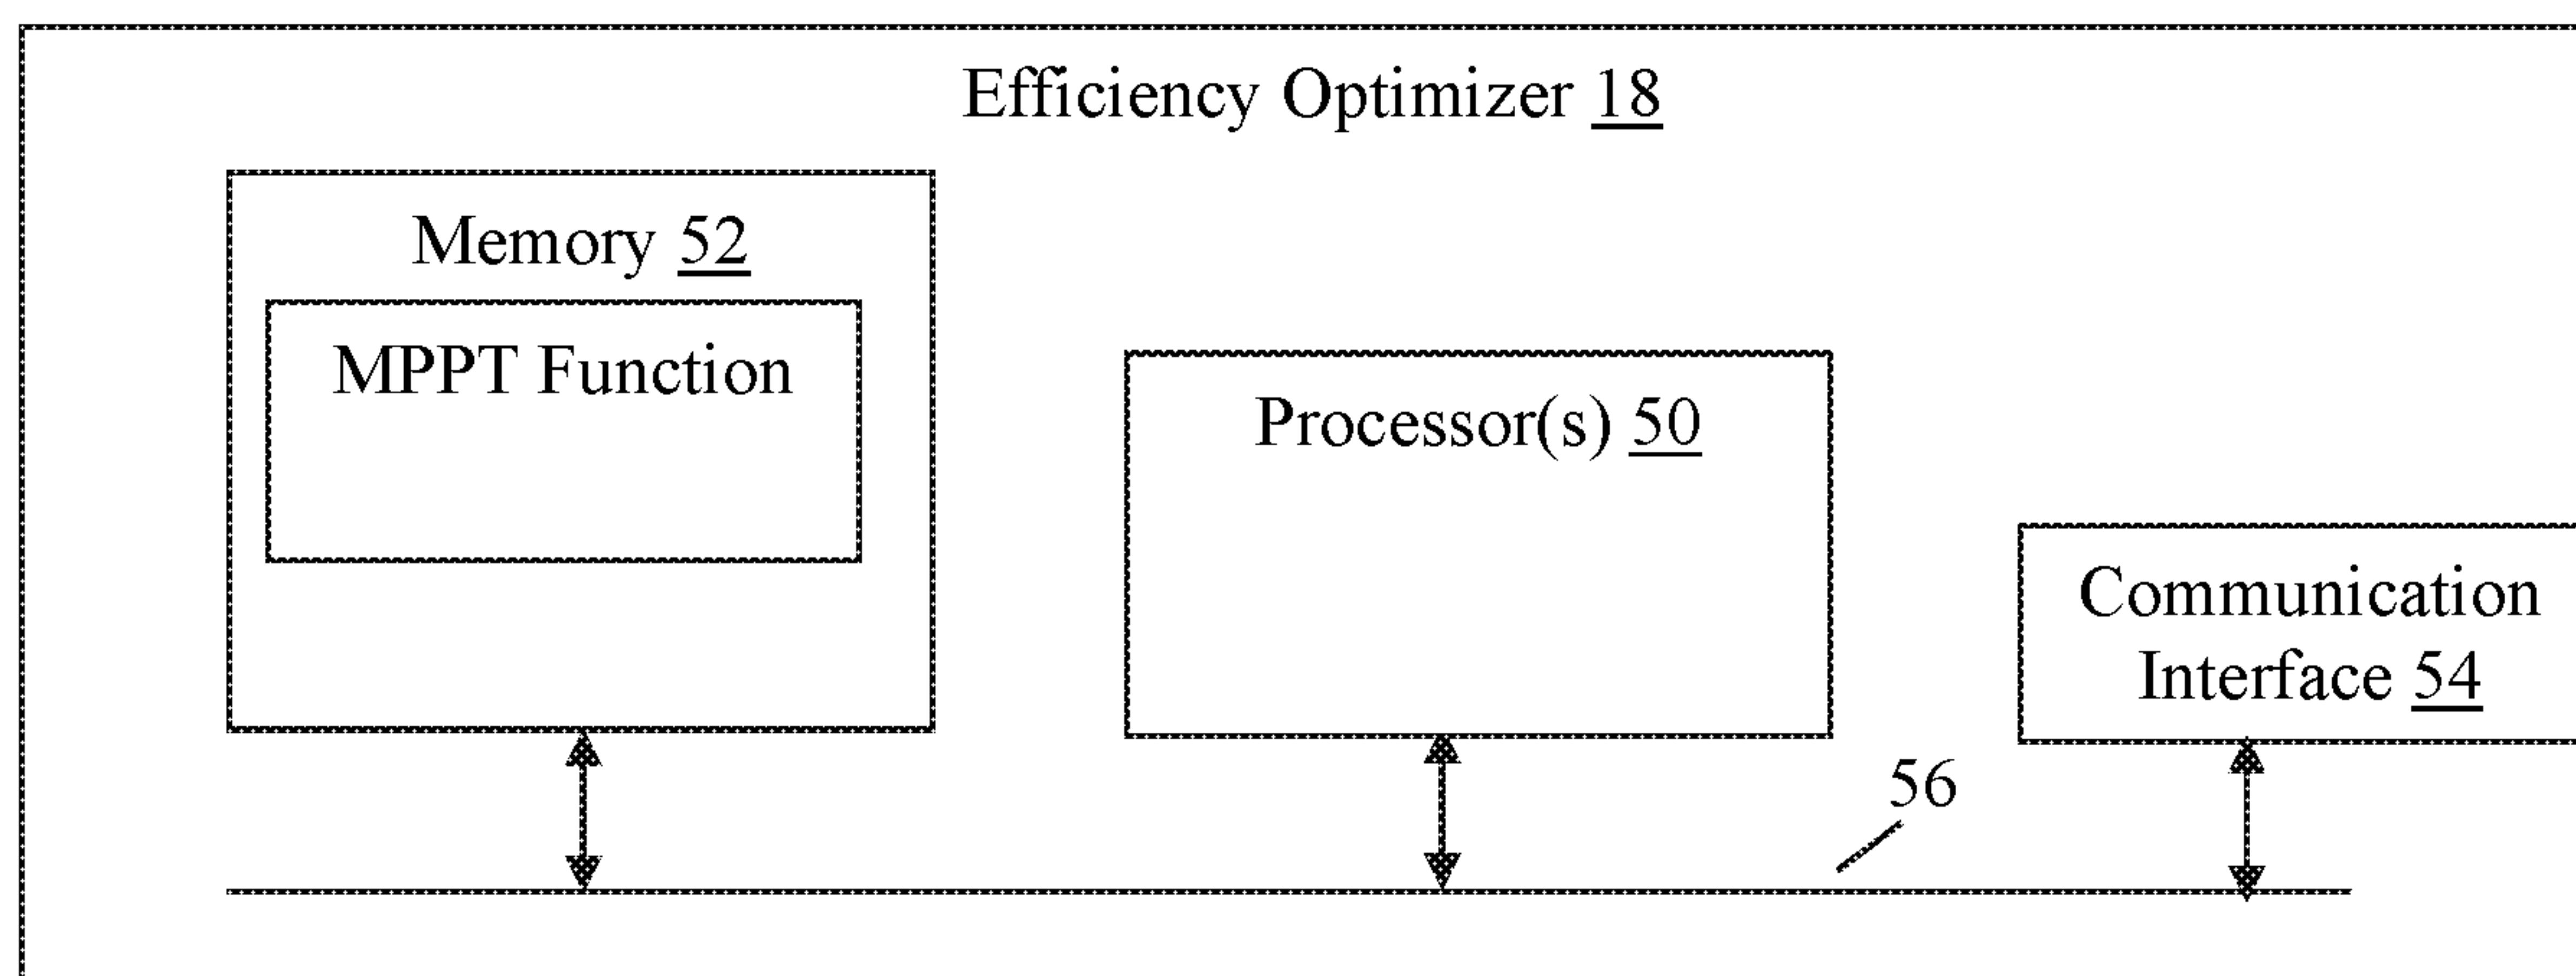 Efficiency Optimizer 18
Memory 52
MPPT Function
Processor(s) 50
Communication
Interface 54
56